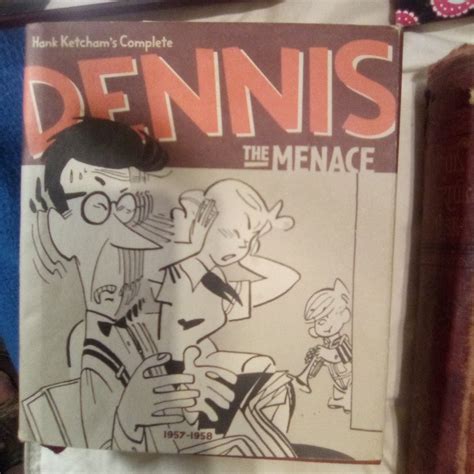 Hank Ketcham's Complete
DENNIS
THE MENACE
1957-1958